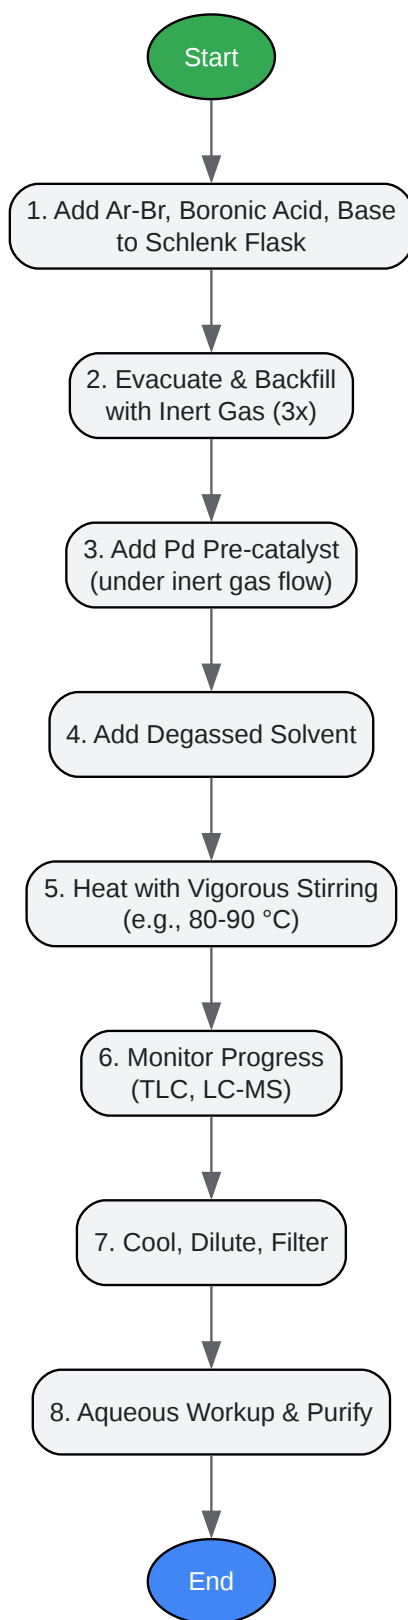 Start
1. Add Ar-Br, Boronic Acid, Base
to Schlenk Flask
2. Evacuate & Backfill
with Inert Gas (3x)
3. Add Pd Pre-catalyst
(under inert gas flow)
4. Add Degassed Solvent
5. Heat with Vigorous Stirring
(e.g., 80-90 °C)
6. Monitor Progress
(TLC, LC-MS)
7. Cool, Dilute, Filter
8. Aqueous Workup & Purify
End